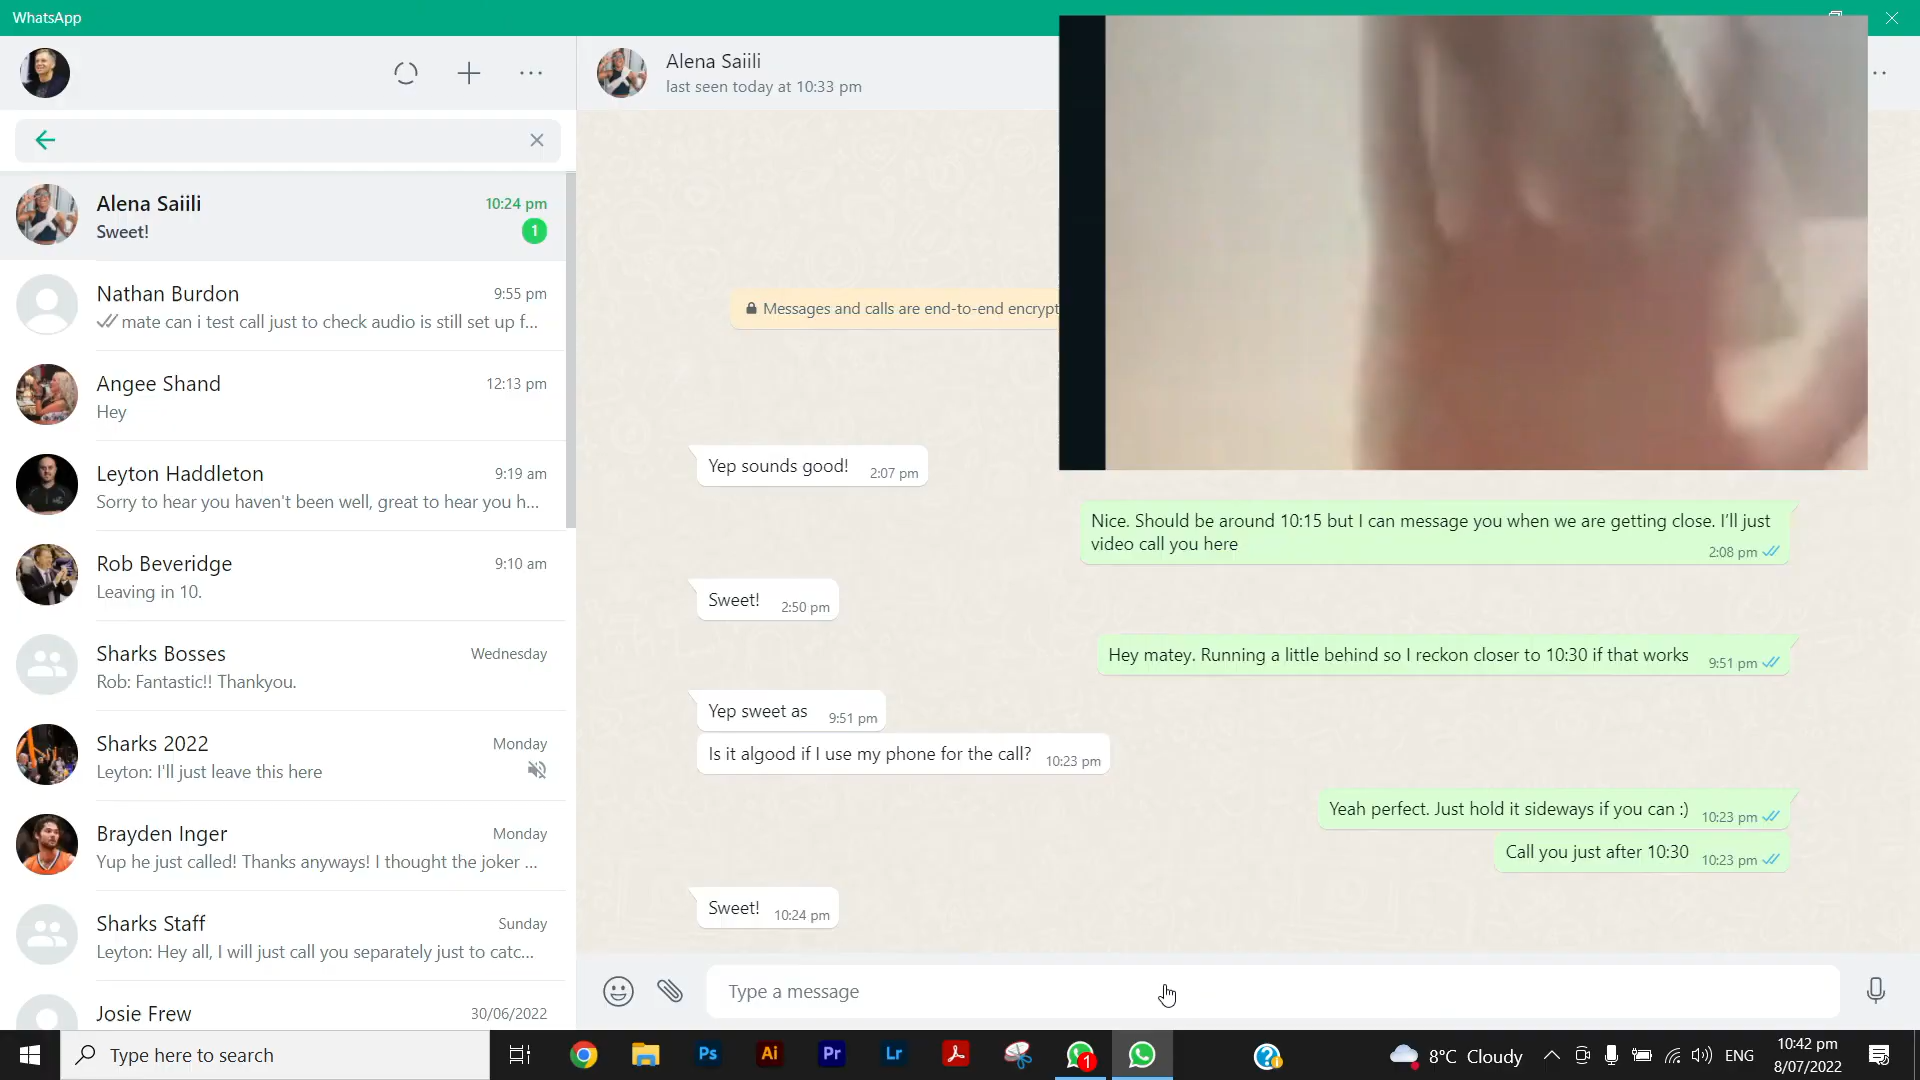 WhatsApp
Alena Saiili
10:24 pm
Sweet!
1
Nathan Burdon
9:55 pm
mate can i test call just to check audio is still set up f...
Angee Shand
12:13 pm
Hey
Leyton Haddleton
9:19 am
Sorry to hear you haven't been well, great to hear you h...
Rob Beveridge
9:10 am
Leaving in 10.
Sharks Bosses
Wednesday
Rob: Fantastic!! Thankyou.
Sharks 2022
Monday
Leyton: I'll just leave this here
Brayden Inger
Monday
Yup he just called! Thanks anyways! I thought the joker ...
Sharks Staff
Sunday
Leyton: Hey all, I will just call you separately just to catc...
Josie Frew
30/06/2022
Alena Saiili
last seen today at 10:33 pm
Messages and calls are end-to-end encrypt
Yep sounds good! 2:07 pm
Nice. Should be around 10:15 but I can message you when we are getting close. I'll just
video call you here
2:08 pm
Sweet! 2:50 pm
Hey matey. Running a little behind so I reckon closer to 10:30 if that works 9:51 pm
Yep sweet as 9:51 pm
Is it algood if I use my phone for the call? 10:23 pm
Yeah perfect. Just hold it sideways if you can :) 10:23 pm
Call you just after 10:30 10:23 pm
Sweet! 10:24 pm
Type a message
Type here to search
Ps
Ai
Pr
Lr
1
8°C Cloudy
ENG
10:42 pm
8/07/2022